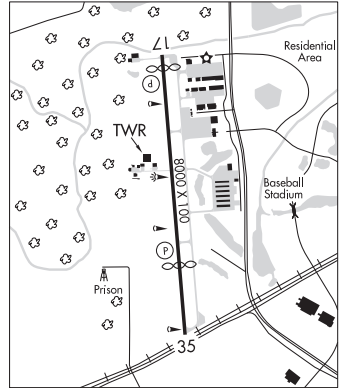 17
Residential
Area
P
TWR
8000 X 100
Baseball
Stadium
P
Prison
35